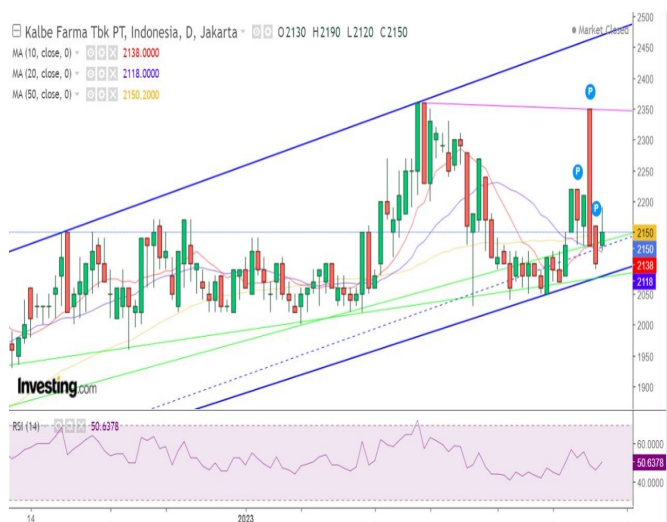 Kalbe Farma Tbk PT, Indonesia, D, Jakarta O2130 H2190 L2120 C2150
Market Closed
MA (10, close, 0) 2138.0000
MA (20, close, 0) 2118.0000
MA (50, close, 0) 2150.2000
P
P
P
2500
2450
2400
2350
2300
2250
2200
2150
2150
2138
2118
2050
2000
1950
1900
Investing.com
RSI (14) 50.6378
60.0000
50.6378
40.0000
14 2023